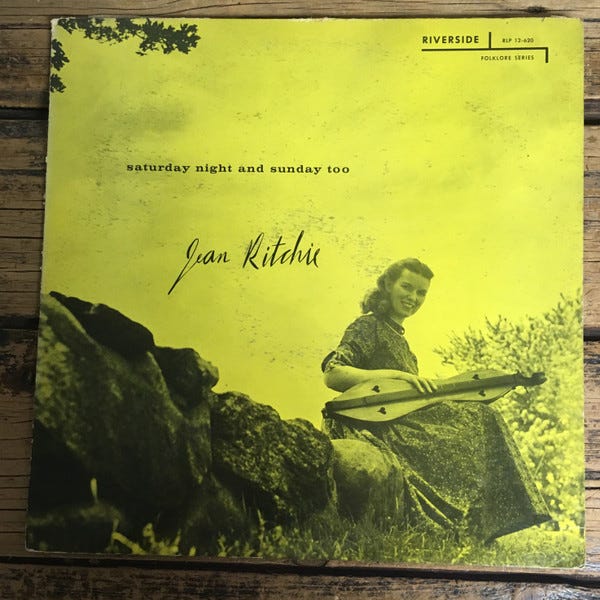 RIVERSIDE
RLP 12-620
FOLKLORE SERIES
saturday night and sunday too
Jean Ritchie